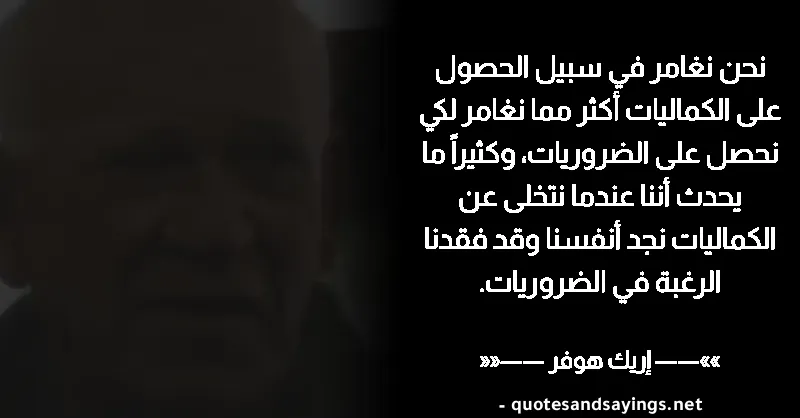 نحن نغامر في سبيل الحصول
على الكماليات أكثر مما نغامر لكي
نحصل على الضروريات، وكثيراً ما
يحدث أننا عندما نتخلى عن
الكماليات نجد أنفسنا وقد فقدنا
الرغبة في الضروريات.
»»—— إريك هوفر ——««
- quotesandsayings.net